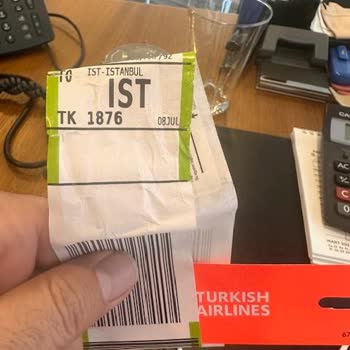 TO IST-ISTANBUL
IST
TK 1876 08JUL
TURKISH
AIRLINES